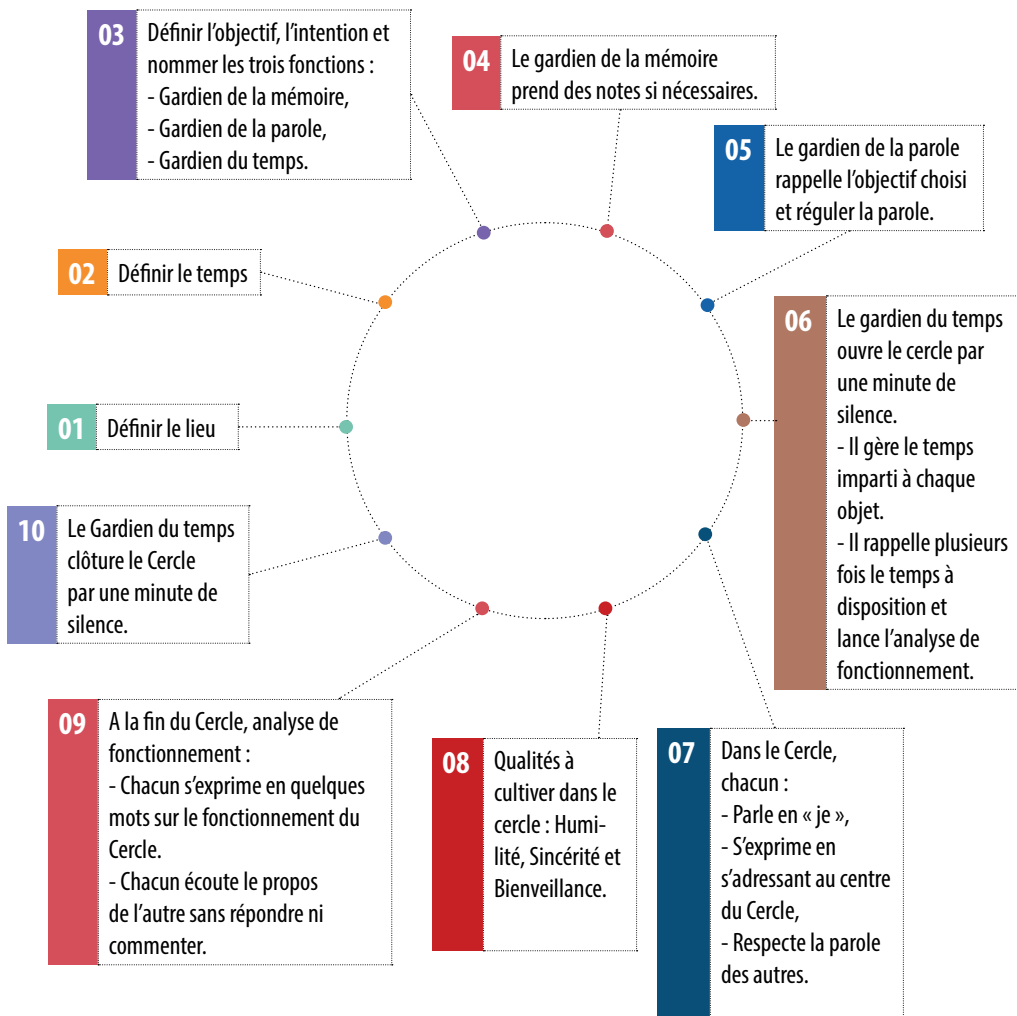 01
Définir le lieu
02
Définir le temps
03
Définir l’objectif, l’intention et
nommer les trois fonctions :
- Gardien de la mémoire,
- Gardien de la parole,
- Gardien du temps.
04
Le gardien de la mémoire
prend des notes si nécessaires.
05
Le gardien de la parole
rappelle l’objectif choisi
et réguler la parole.
06
Le gardien du temps
ouvre le cercle par
une minute de
silence.
- Il gère le temps
imparti à chaque
objet.
- Il rappelle plusieurs
fois le temps à
disposition et
lance l’analyse de
fonctionnement.
07
Dans le Cercle,
chacun :
- Parle en « je »,
- S’exprime en
s’adressant au centre
du Cercle,
- Respecte la parole
des autres.
08
Qualités à
cultiver dans le
cercle : Humi-
lité, Sincérité et
Bienveillance.
09
A la fin du Cercle, analyse de
fonctionnement :
- Chacun s’exprime en quelques
mots sur le fonctionnement du
Cercle.
- Chacun écoute le propos
de l’autre sans répondre ni
commenter.
10
Le Gardien du temps
clôture le Cercle
par une minute de
silence.